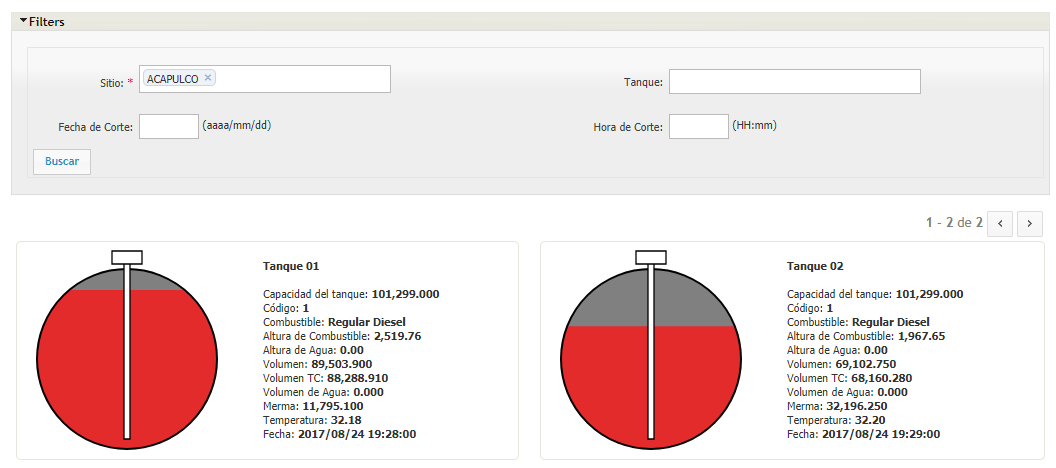 Filters
Sitio: * ACAPULCO ×
Tanque:
Fecha de Corte: (aaaa/mm/dd)
Hora de Corte: (HH:mm)
Buscar
1 - 2 de 2
Tanque 01
Capacidad del tanque: 101,299.000
Código: 1
Combustible: Regular Diesel
Altura de Combustible: 2,519.76
Altura de Agua: 0.00
Volumen: 89,503.900
Volumen TC: 88,288.910
Volumen de Agua: 0.000
Merma: 11,795.100
Temperatura: 32.18
Fecha: 2017/08/24 19:28:00
Tanque 02
Capacidad del tanque: 101,299.000
Código: 1
Combustible: Regular Diesel
Altura de Combustible: 1,967.65
Altura de Agua: 0.00
Volumen: 69,102.750
Volumen TC: 68,160.280
Volumen de Agua: 0.000
Merma: 32,196.250
Temperatura: 32.20
Fecha: 2017/08/24 19:29:00